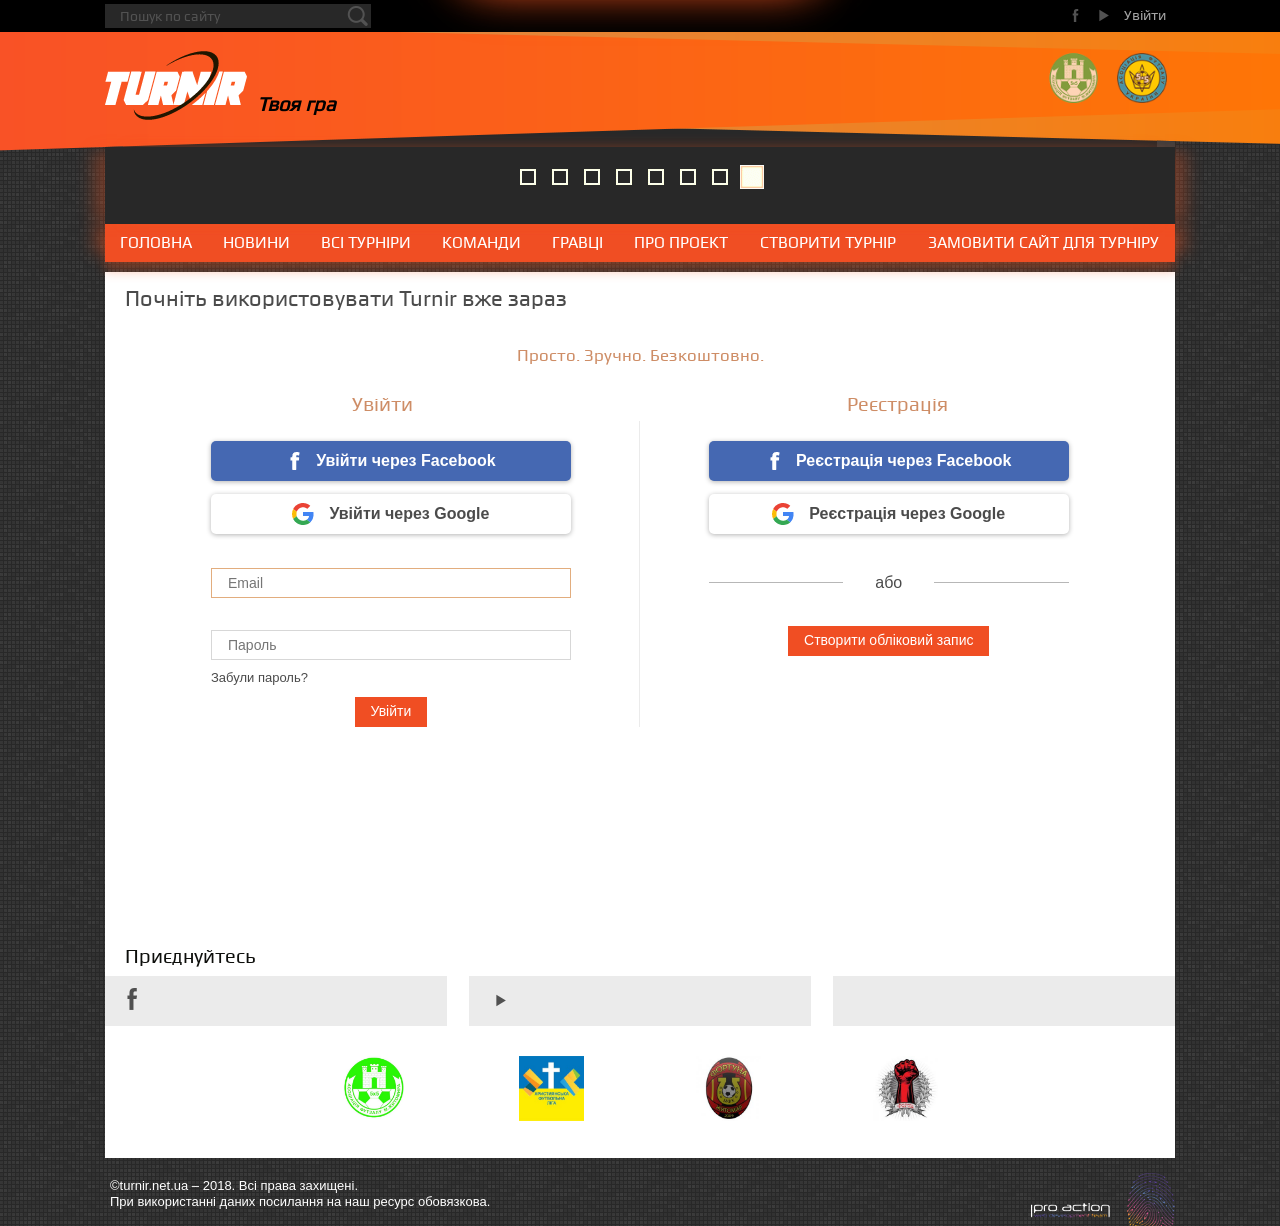 Пошук по сайту
Увійти
TURNIR
Твоя гра
ГОЛОВНА НОВИНИ ВСІ ТУРНІРИ КОМАНДИ ГРАВЦІ ПРО ПРОЕКТ СТВОРИТИ ТУРНІР ЗАМОВИТИ САЙТ ДЛЯ ТУРНІРУ
Почніть використовувати Turnir вже зараз
Просто. Зручно. Безкоштовно.
Увійти
Увійти через Facebook
Увійти через Google
Email
Пароль
Забули пароль?
Увійти
Реєстрація
Реєстрація через Facebook
Реєстрація через Google
або
Створити обліковий запис
Приєднуйтесь
ХРИСТИЯНСЬКА
ФУТБОЛЬНА
ЛІГА
©turnir.net.ua – 2018. Всі права захищені.
При використанні даних посилання на наш ресурс обовязкова.
pro action